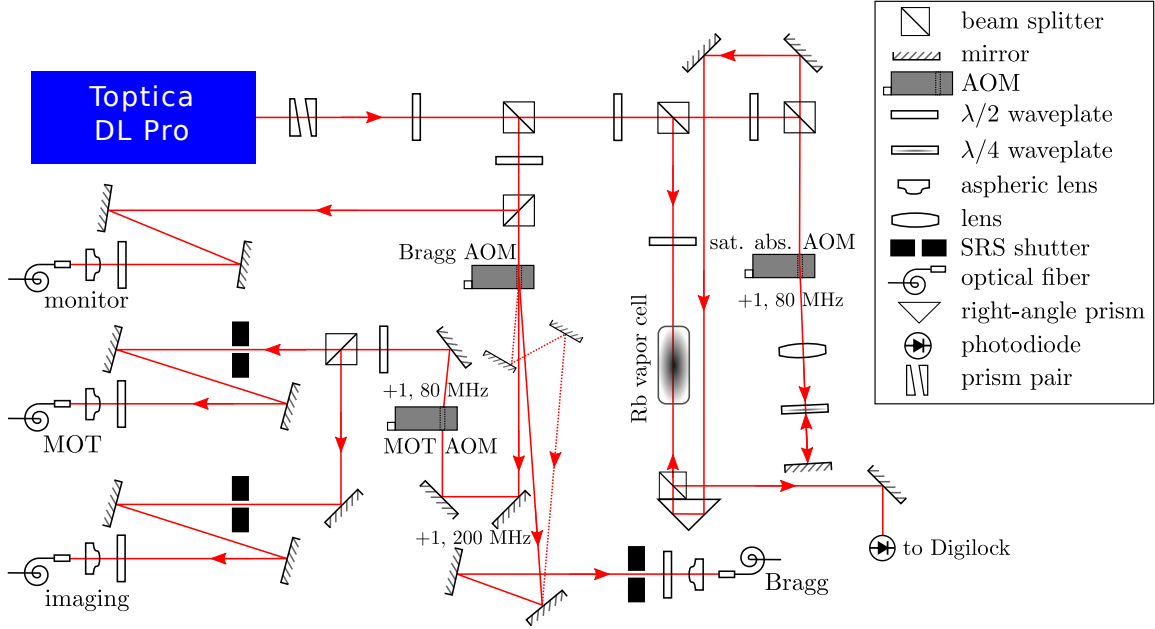 Toptica
DL Pro
beam splitter
mirror
AOM
λ/2 waveplate
λ/4 waveplate
aspheric lens
lens
SRS shutter
optical fiber
right-angle prism
photodiode
prism pair
Bragg AOM
sat. abs. AOM
+1, 80 MHz
monitor
Rb vapor cell
+1, 80 MHz
MOT AOM
MOT
+1, 200 MHz
to Digilock
Bragg
imaging